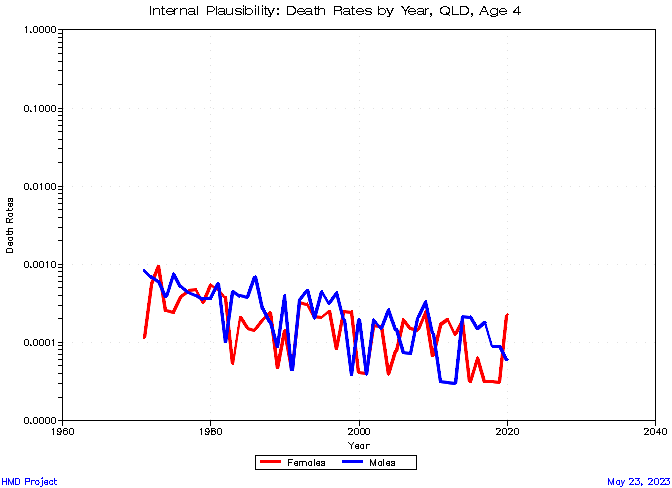 Internal Plausibility: Death Rates by Year, QLD, Age 4
1.0000
0.1000
0.0100
0.0010
0.0001
0.0000
Death Rates
1960
1980
2000
2020
2040
Year
Females
Males
HMD Project
May 23, 2023